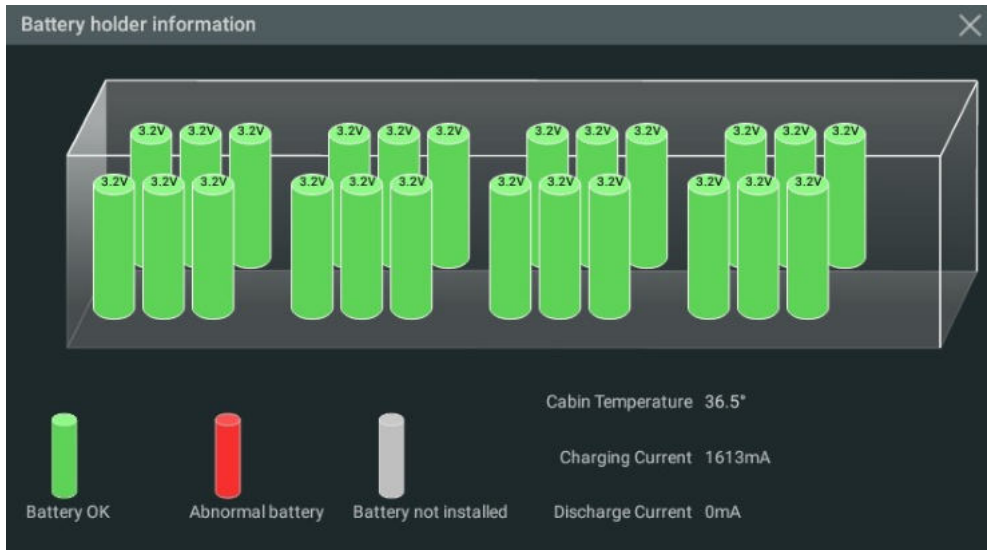 Battery holder information
3.2V 3.2V 3.2V 3.2V 3.2V 3.2V 3.2V 3.2V 3.2V 3.2V 3.2V 3.2V
3.2V 3.2V 3.2V 3.2V 3.2V 3.2V 3.2V 3.2V 3.2V 3.2V 3.2V 3.2V
Cabin Temperature 36.5°
Charging Current 1613mA
Battery OK Abnormal battery Battery not installed Discharge Current 0mA